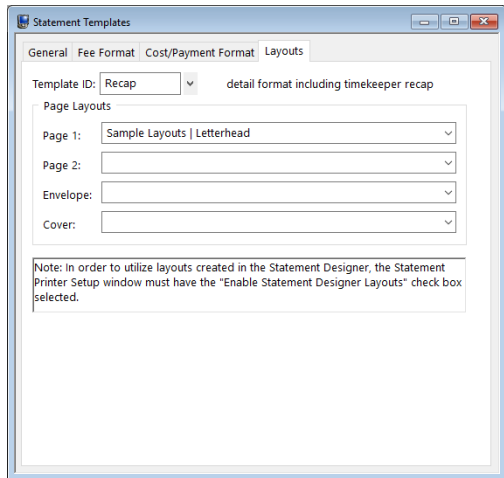 Statement Templates
General Fee Format Cost/Payment Format Layouts
Template ID: Recap detail format including timekeeper recap
Page Layouts
Page 1: Sample Layouts | Letterhead
Page 2:
Envelope:
Cover:
Note: In order to utilize layouts created in the Statement Designer, the Statement
Printer Setup window must have the "Enable Statement Designer Layouts" check box
selected.